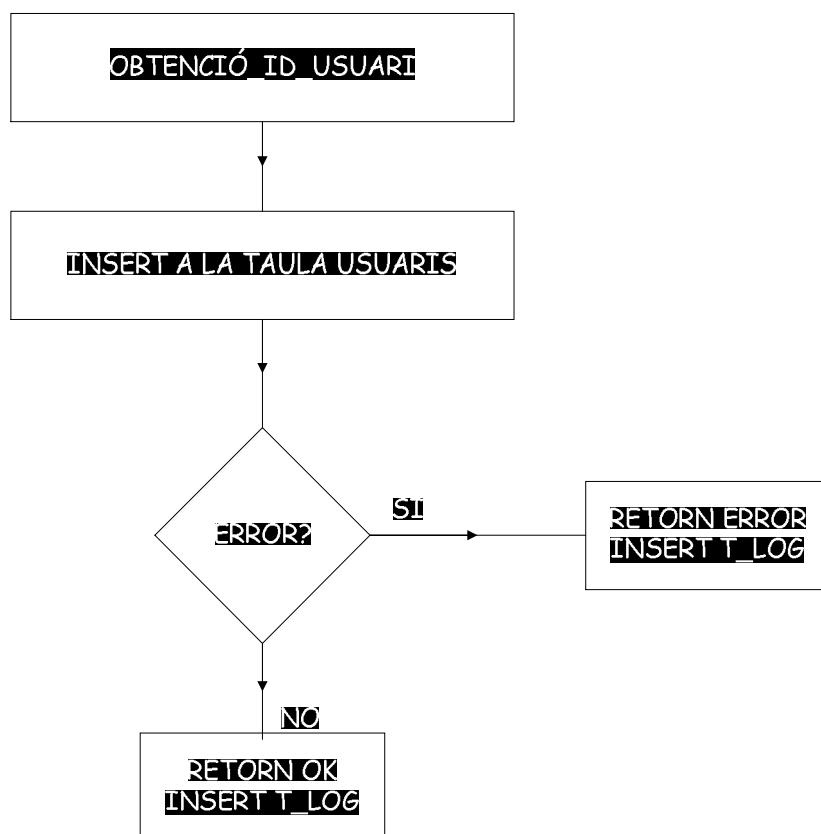 OBTENCIÓ_ID_USUARI
INSERT A LA TAULA USUARIS
ERROR?
SI
RETORN ERROR
INSERT T_LOG
NO
RETORN OK
INSERT T_LOG